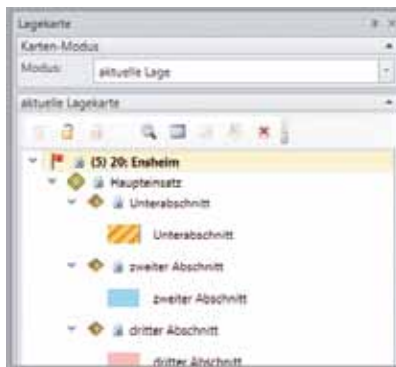 Lagekarte
Karten-Modus
Modus: aktuelle Lage
aktuelle Lagekarte
(5) 20: Ensheim
Haupteinsatz
Unterabschnitt
Unterabschnitt
zweiter Abschnitt
zweiter Abschnitt
dritter Abschnitt
dritter Abschnitt